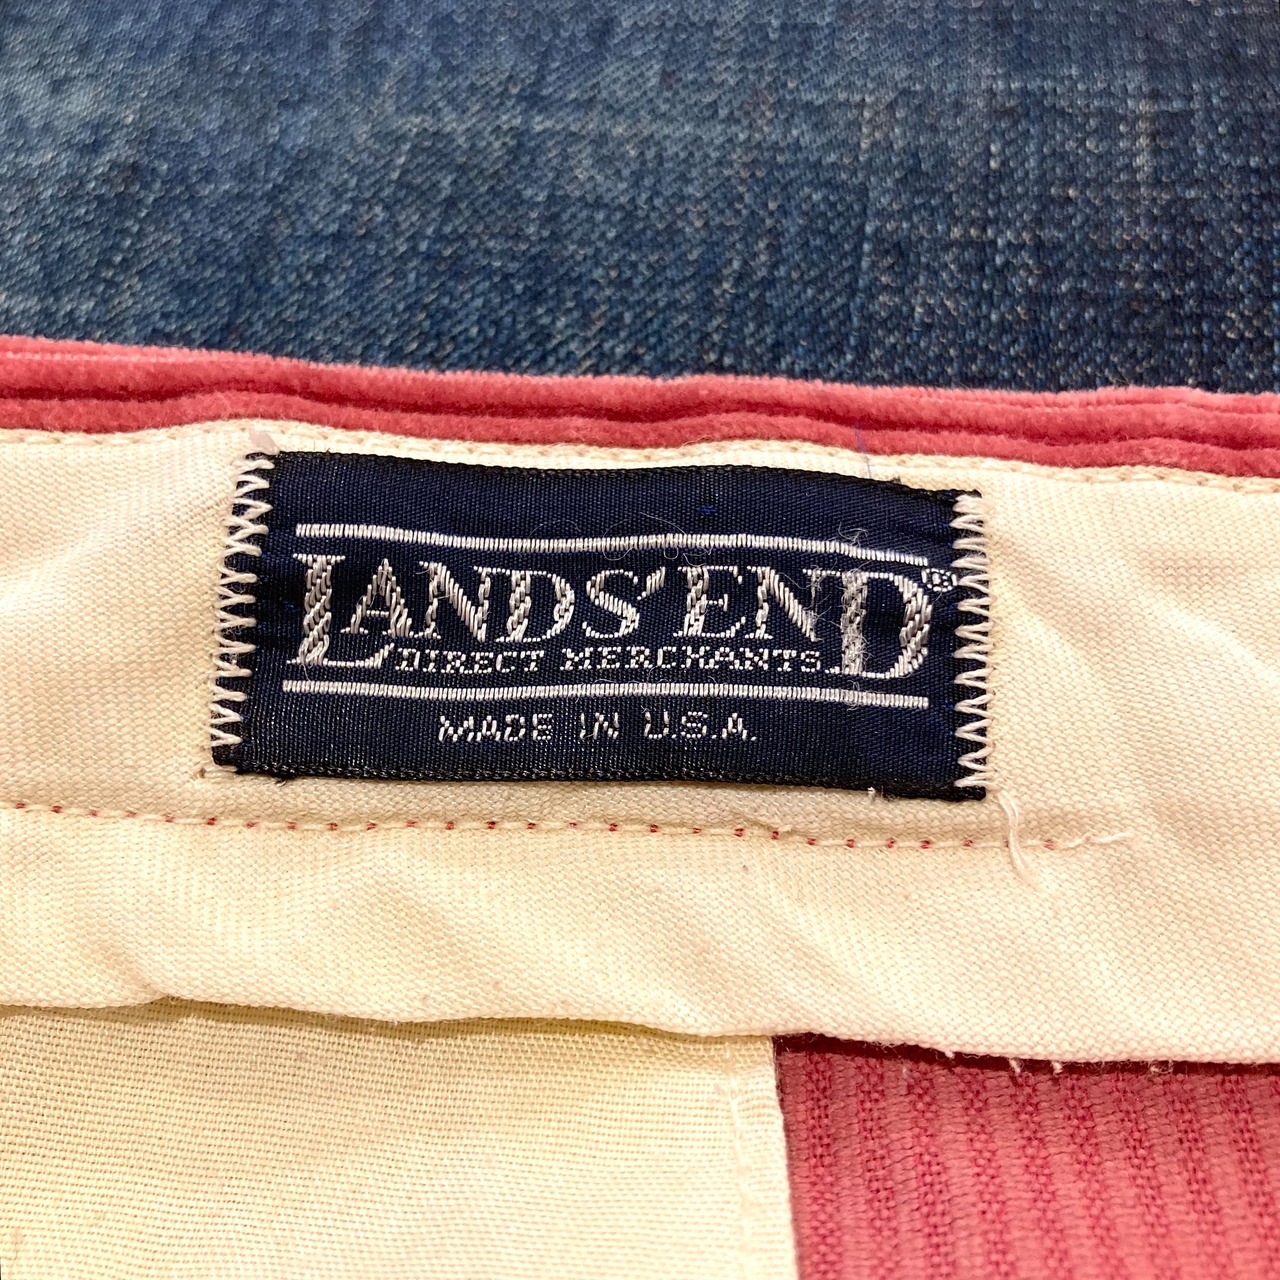 LANDS'END®
DIRECT MERCHANTS
MADE IN U.S.A.